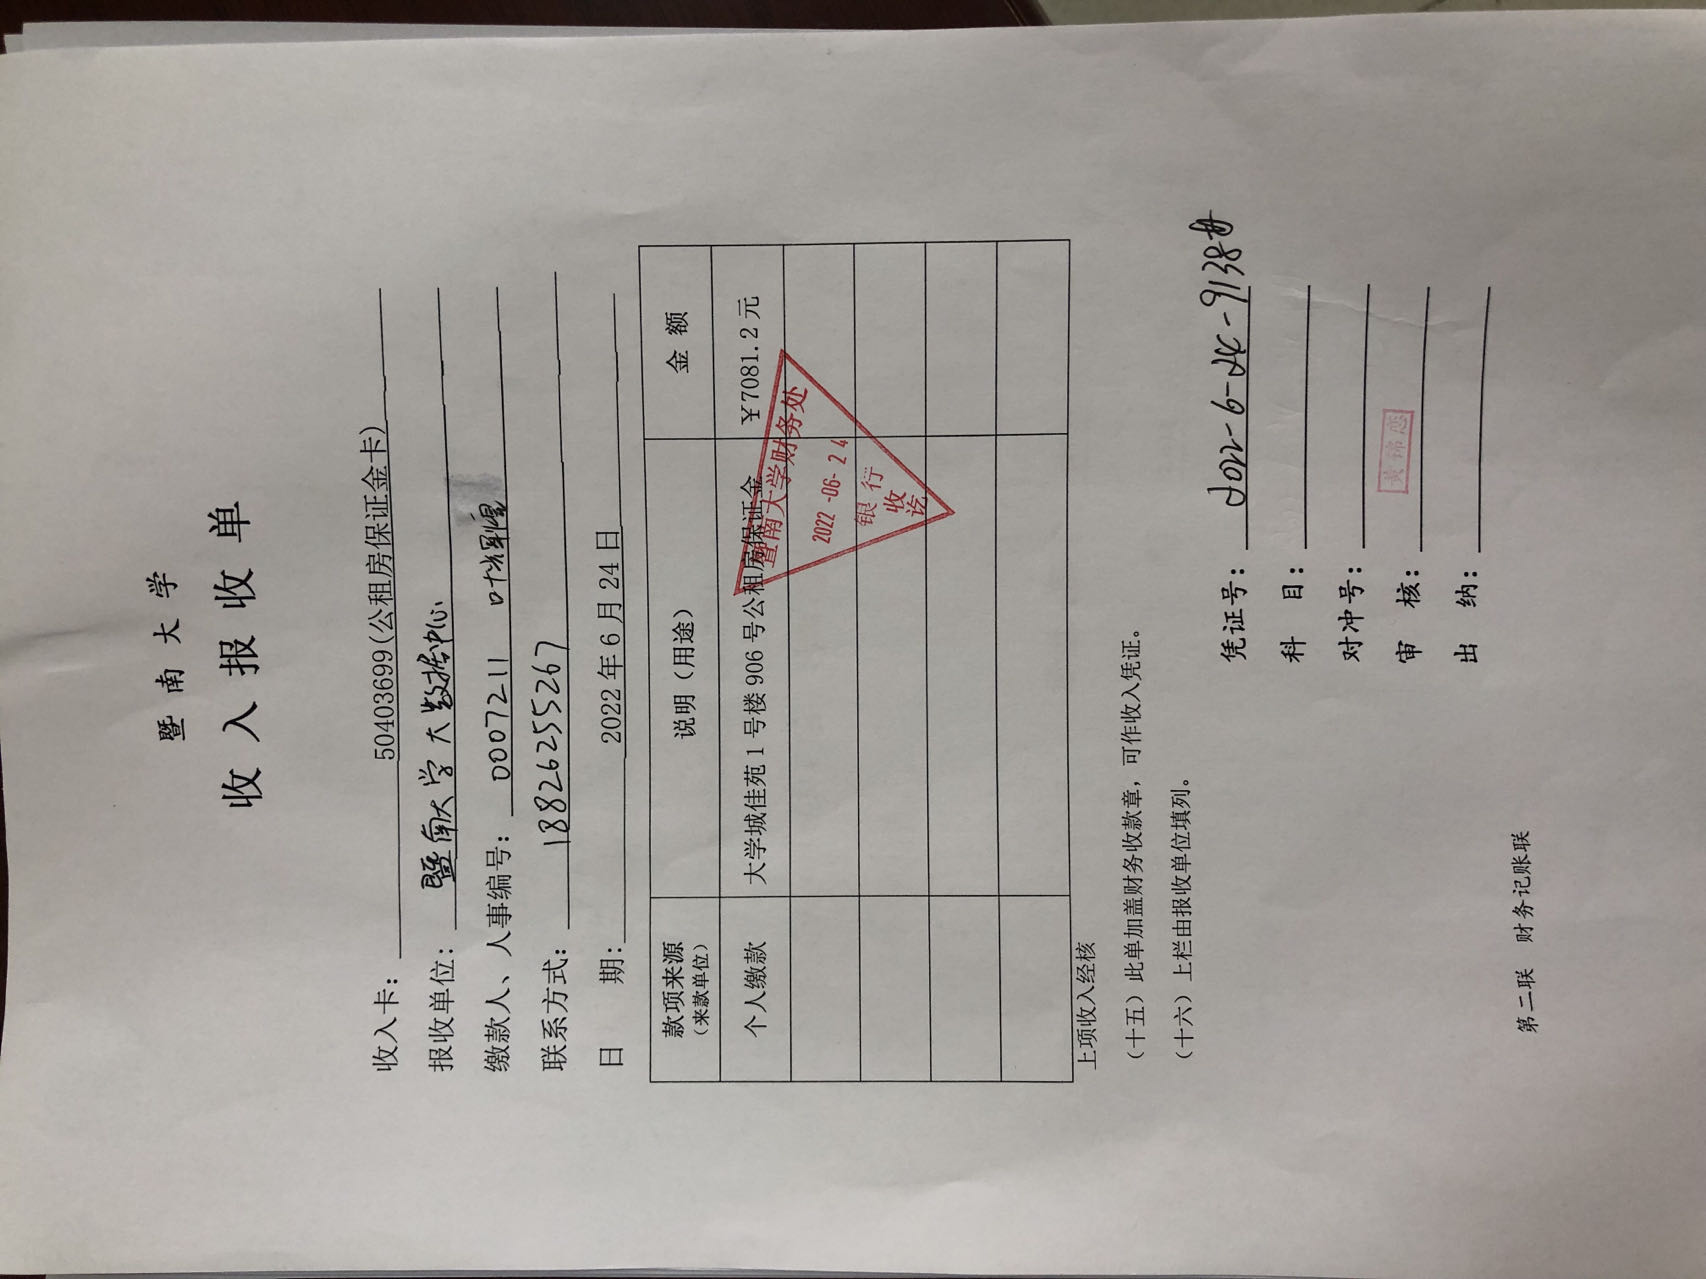 暨南大学
收入报收单
收入卡： 50403699(公租房保证金卡)
报收单位: 暨南大学大数据中心
缴款人、人事编号： 0007211 叶辉煌
联系方式： 18826255267
日 期: 2022年6月24日
款项来源 说明（用途） 金 额
（来款单位）
个人缴款 大学城佳苑1号楼906号公租房保证金 ￥7081.2元
暨南大学财务处
2022-06-24
银行
收
讫
上项收入经核
（十五）此单加盖财务收款章，可作收入凭证。
（十六）上栏由报收单位填列。
凭证号： 2022-6-24-9138
科 目：
对冲号：
审 核： 黄锦恋
出 纳：
第二联 财务记账联